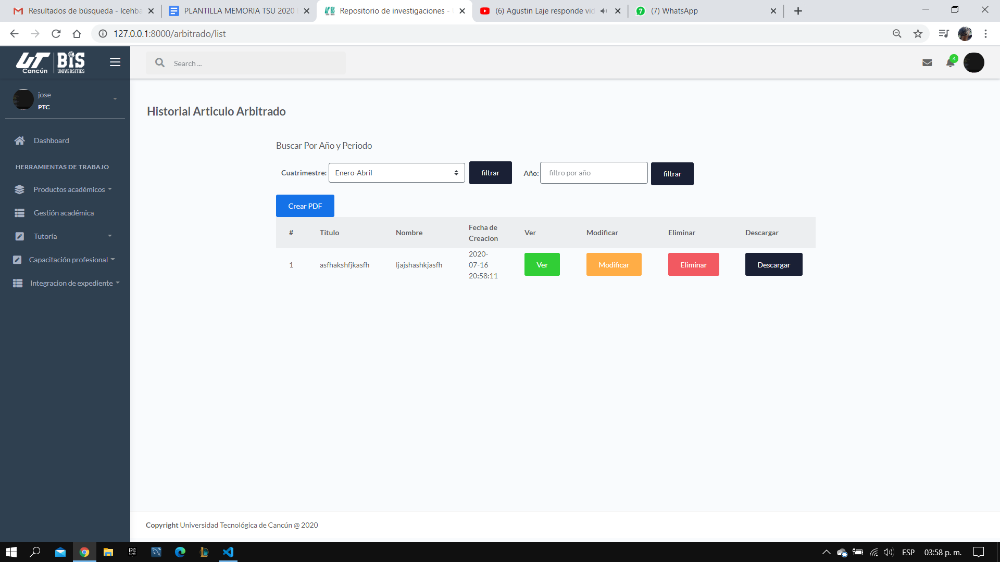 Resultados de búsqueda - Icehba
PLANTILLA MEMORIA TSU 2020
Repositorio de investigaciones -
(6) Agustin Laje responde vid
(7) WhatsApp
127.0.0.1:8000/arbitrado/list
UT Cancún | BIS UNIVERSITIES
Search ...
4
jose
PTC
Historial Articulo Arbitrado
Dashboard
HERRAMIENTAS DE TRABAJO
Productos académicos
Gestión académica
Tutoría
Capacitación profesional
Integracion de expediente
Buscar Por Año y Periodo
Cuatrimestre: Enero-Abril filtrar Año: filtro por año filtrar
Crear PDF
# Titulo Nombre Fecha de Creacion Ver Modificar Eliminar Descargar
1 asfhakshfjkasfh ljajshashkjasfh 2020-07-16 20:58:11 Ver Modificar Eliminar Descargar
Copyright Universidad Tecnológica de Cancún @ 2020
EPIC GAMES
ESP 03:58 p. m.